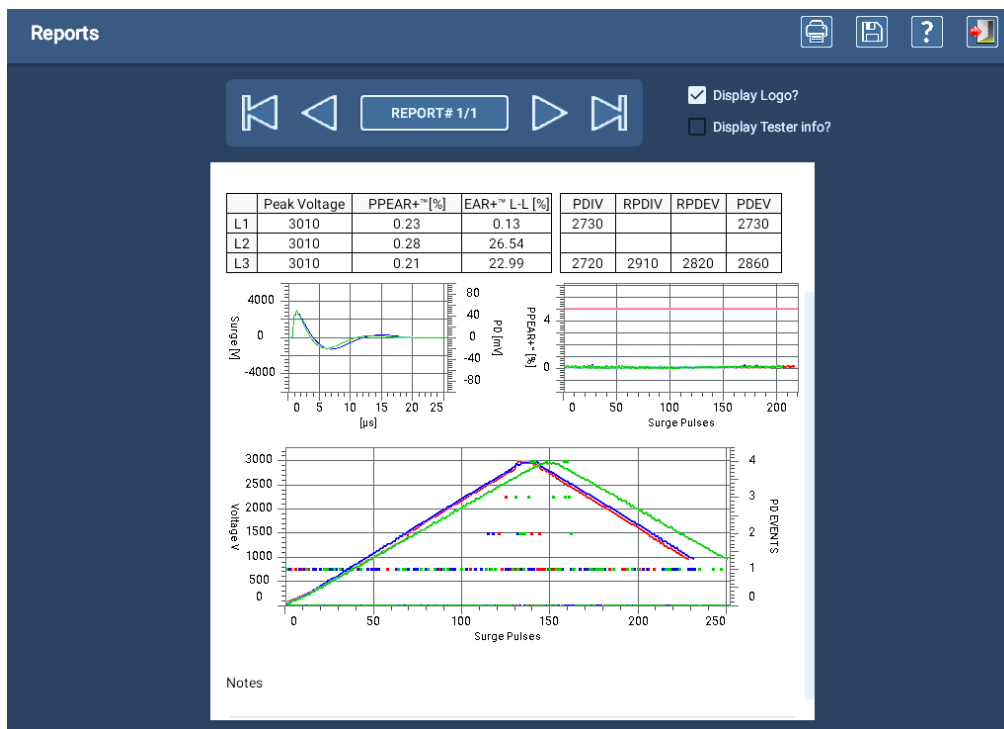 Reports
REPORT# 1/1
Display Logo?
Display Tester info?
Peak Voltage PPEAR+™[%] EAR+™ L-L [%] PDIV RPDIV RPDEV PDEV
L1 3010 0.23 0.13 2730 2730
L2 3010 0.28 26.54
L3 3010 0.21 22.99 2720 2910 2820 2860
4000
0
-4000
Surge [V]
80
40
0
-40
-80
PD [mV]
0 5 10 15 20 25
[µs]
PPEAR+™ [%]
4
0
0 50 100 150 200
Surge Pulses
3000
2500
2000
1500
1000
500
0
Voltage V
4
3
2
1
0
PD EVENTS
0 50 100 150 200 250
Surge Pulses
Notes